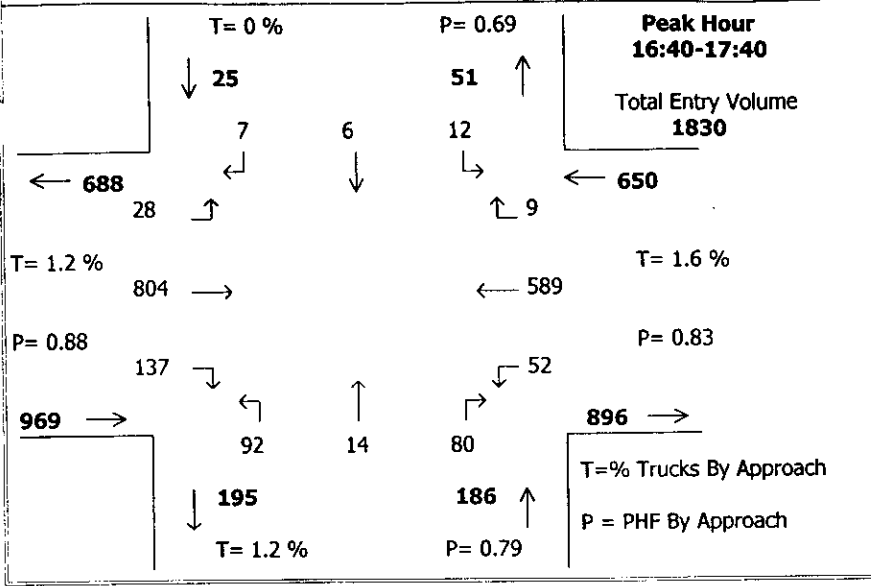 T= 0 %
P= 0.69
Peak Hour
16:40-17:40
25
51
Total Entry Volume
1830
7
6
12
688
650
28
9
T= 1.2 %
T= 1.6 %
804
589
P= 0.88
P= 0.83
137
52
969
896
92
14
80
T=% Trucks By Approach
195
186
P = PHF By Approach
T= 1.2 %
P= 0.79